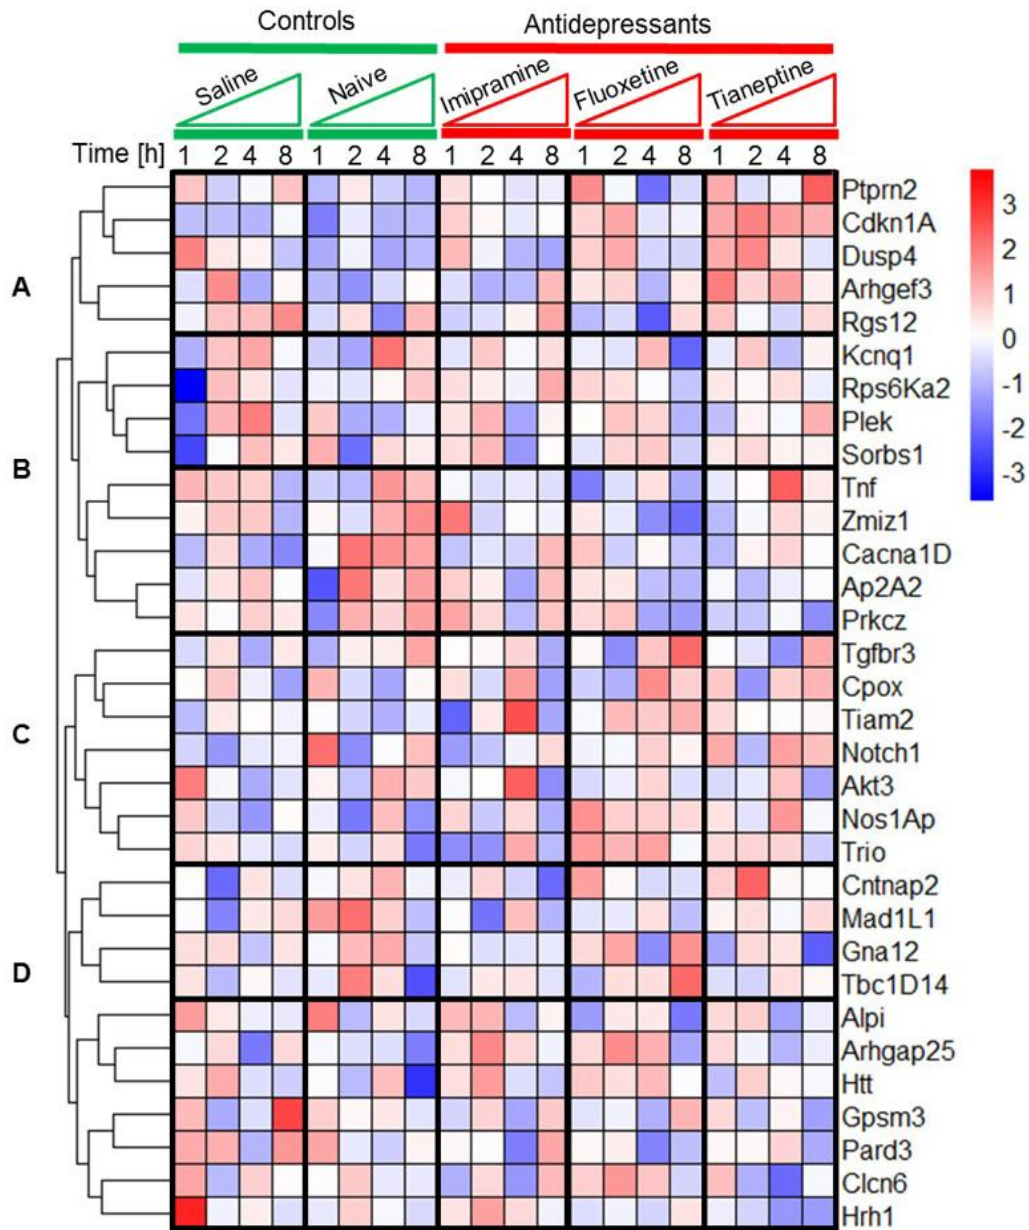 Controls Antidepressants
Saline Naive Imipramine Fluoxetine Tianeptine
Time [h] 1 2 4 8 1 2 4 8 1 2 4 8 1 2 4 8 1 2 4 8
Ptprn2
Cdkn1A
Dusp4
Arhgef3
Rgs12
Kcnq1
Rps6Ka2
Plek
Sorbs1
Tnf
Zmiz1
Cacna1D
Ap2A2
Prkcz
Tgfbr3
Cpox
Tiam2
Notch1
Akt3
Nos1Ap
Trio
Cntnap2
Mad1L1
Gna12
Tbc1D14
Alpi
Arhgap25
Htt
Gpsm3
Pard3
Clcn6
Hrh1
A
B
C
D
3
2
1
0
-1
-2
-3